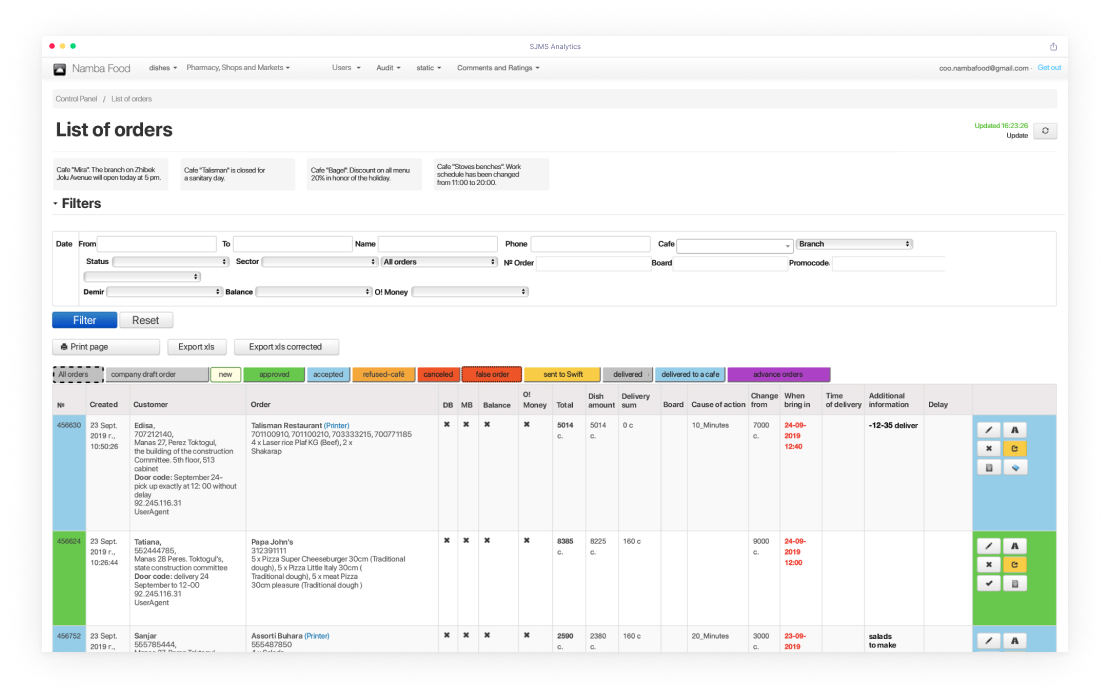 SJMS Analytics
Namba Food dishes Pharmacy, Shops and Markets Users Audit static Comments and Ratings coo.nambafood@gmail.com Get out
Control Panel / List of orders
List of orders
Updated 16:23:26
Update
Cafe "Mira". The branch on Zhibek
Jolu Avenue will open today at 5 pm.
Cafe "Talisman" is closed for
a sanitary day.
Cafe "Bagel". Discount on all menu
20% in honor of the holiday.
Cafe "Stoves benches". Work
schedule has been changed
from 11:00 to 20:00.
Filters
Date From To Name Phone Cafe Branch
Status Sector All orders № Order Board Promocode
Demir Balance O! Money
Filter Reset
Print page Export xls Export xls corrected
All orders company draft order new approved accepted refused-café canceled false order sent to Swift delivered delivered to a cafe advance orders
№ Created Customer Order DB MB Balance O! Money Total Dish amount Delivery sum Board Cause of action Change from When bring in Time of delivery Additional information Delay
456630 23 Sept. 2019 г., 10:50:26
Edisa,
707212140,
Manas 27, Perez Toktogul,
the building of the construction
Committee. 5th floor, 513
cabinet
Door code: September 24-
pick up exactly at 12: 00 without
delay
92.245.116.31
UserAgent
Talisman Restaurant (Printer)
701100910, 701100210, 703333215, 700771185
4 x Laser rice Plaf KG (Beef), 2 x
Shakarap
✖ ✖ ✖ ✖ 5014 c. 5014 c. 0 c 10_Minutes 7000 c. 24-09-2019 12:40 -12-35 deliver
456624 23 Sept. 2019 г., 10:26:44
Tatiana,
552444785,
Manas 28 Peres. Toktogul's,
state construction committee
Door code: delivery 24
September to 12-00
92.245.116.31
UserAgent
Papa John's
312391111
5 x Pizza Super Cheeseburger 30cm (Traditional
dough), 5 x Pizza Little Italy 30cm (
Traditional dough), 5 x meat Pizza
30cm pleasure (Traditional dough )
✖ ✖ ✖ ✖ 8385 c. 8225 c. 160 c 9000 c. 24-09-2019 12:00
456752 23 Sept. 2019 г.,
Sanjar
555785444,
Assorti Buhara (Printer)
555487850
✖ ✖ ✖ ✖ 2590 c. 2380 c. 160 c 20_Minutes 3000 c. 23-09-2019 salads to make